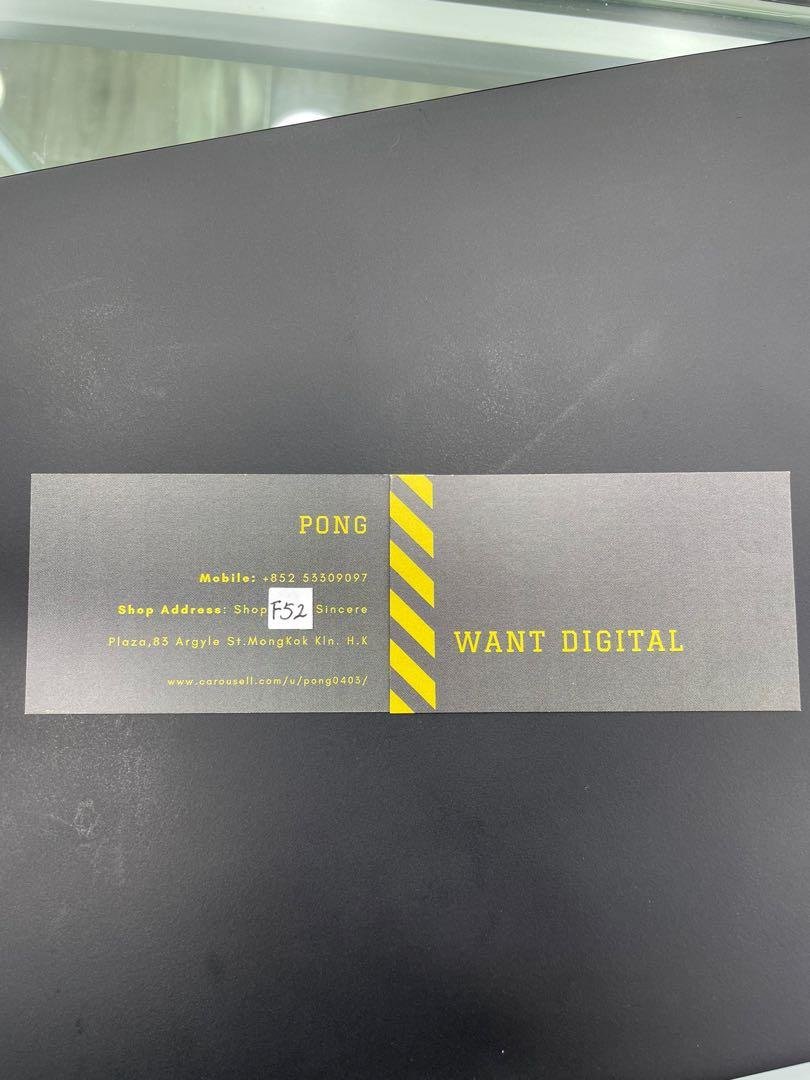 PONG
Mobile: +852 53309097
Shop Address: Shop F52 Sincere
Plaza,83 Argyle St.MongKok Kln. H.K
www.carousell.com/u/pong0403/
WANT DIGITAL